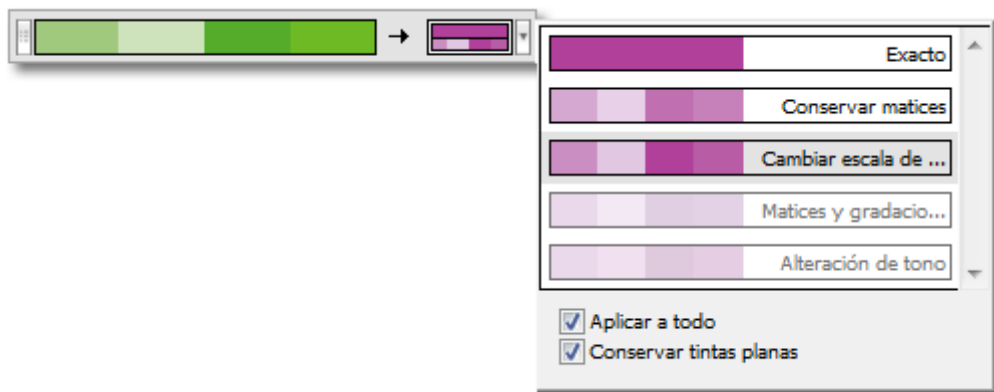 Exacto
Conservar matices
Cambiar escala de ...
Matices y gradacio...
Alteración de tono
Aplicar a todo
Conservar tintas planas